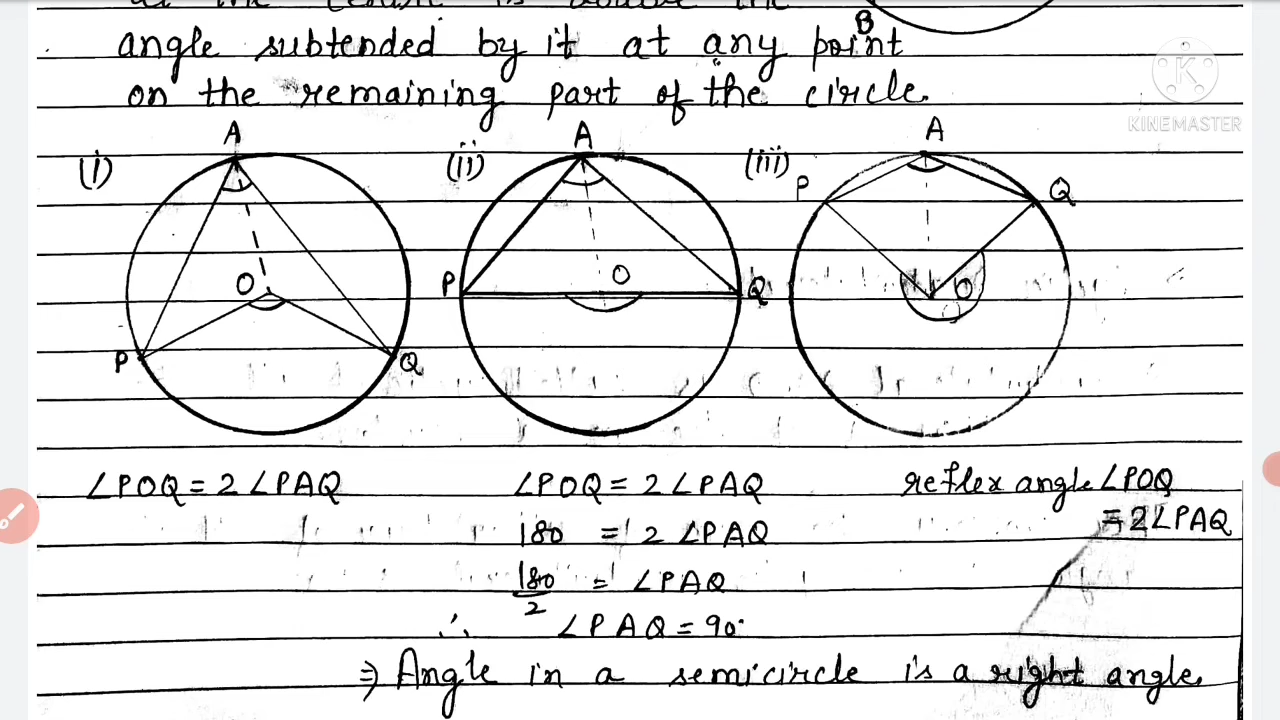 B
angle subtended by it at any point
on the remaining part of the circle.
KINEMASTER
(i) A O P Q
(ii) A P O Q
(iii) A P Q O
∠POQ = 2 ∠PAQ
∠POQ = 2 ∠PAQ
180 = 2 ∠PAQ
180/2 = ∠PAQ
∴ ∠PAQ = 90°
reflex angle ∠POQ
= 2∠PAQ
⇒ Angle in a semicircle is a right angle.